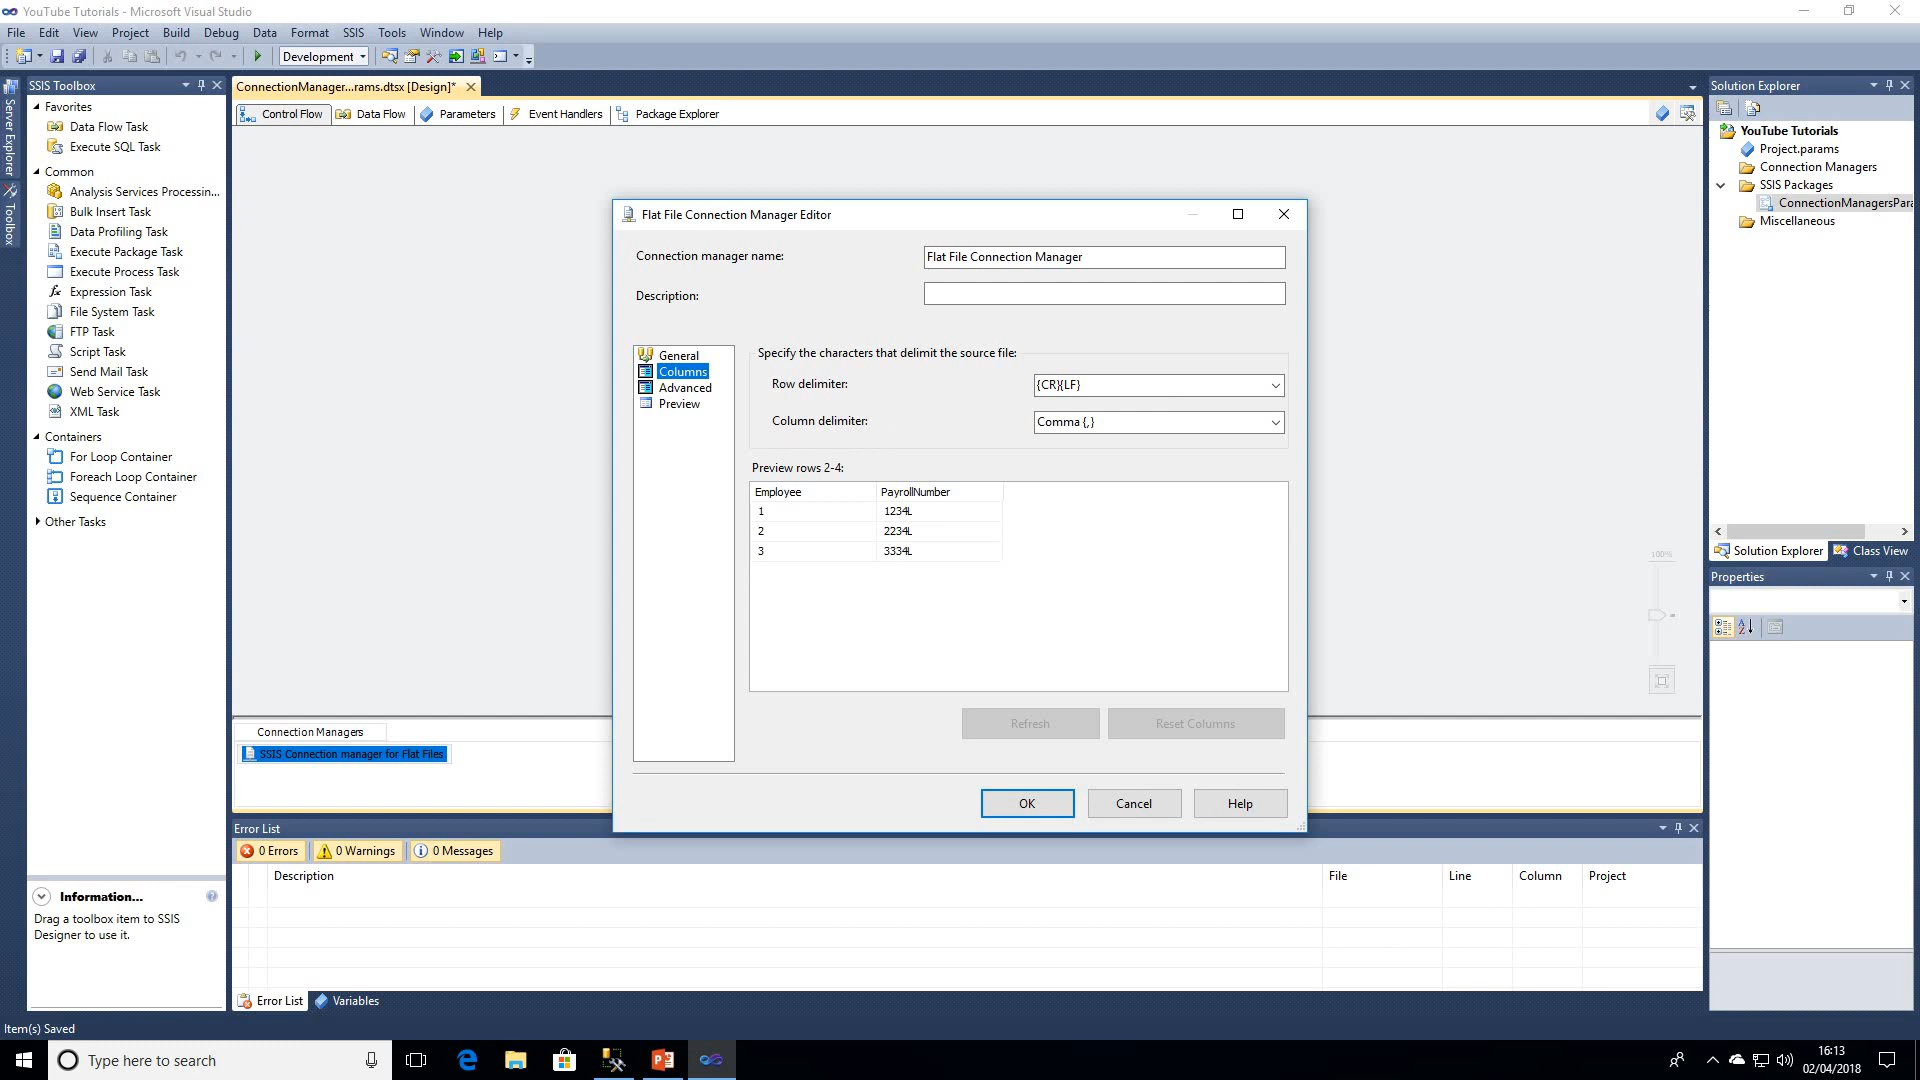 YouTube Tutorials - Microsoft Visual Studio
File Edit View Project Build Debug Data Format SSIS Tools Window Help
Development
Server Explorer
Toolbox
SSIS Toolbox
Favorites
Data Flow Task
Execute SQL Task
Common
Analysis Services Processin...
Bulk Insert Task
Data Profiling Task
Execute Package Task
Execute Process Task
Expression Task
File System Task
FTP Task
Script Task
Send Mail Task
Web Service Task
XML Task
Containers
For Loop Container
Foreach Loop Container
Sequence Container
Other Tasks
Information...
Drag a toolbox item to SSIS
Designer to use it.
ConnectionManager...rams.dtsx [Design]*
Control Flow Data Flow Parameters Event Handlers Package Explorer
100%
Connection Managers
SSIS Connection manager for Flat Files
Flat File Connection Manager Editor
Connection manager name: Flat File Connection Manager
Description:
General
Columns
Advanced
Preview
Specify the characters that delimit the source file:
Row delimiter: {CR}{LF}
Column delimiter: Comma {,}
Preview rows 2-4:
Employee PayrollNumber
1 1234L
2 2234L
3 3334L
Refresh Reset Columns
OK Cancel Help
Error List
0 Errors 0 Warnings 0 Messages
Description File Line Column Project
Error List Variables
Solution Explorer
YouTube Tutorials
Project.params
Connection Managers
SSIS Packages
ConnectionManagersPara
Miscellaneous
Solution Explorer Class View
Properties
Item(s) Saved
Type here to search
16:13
02/04/2018